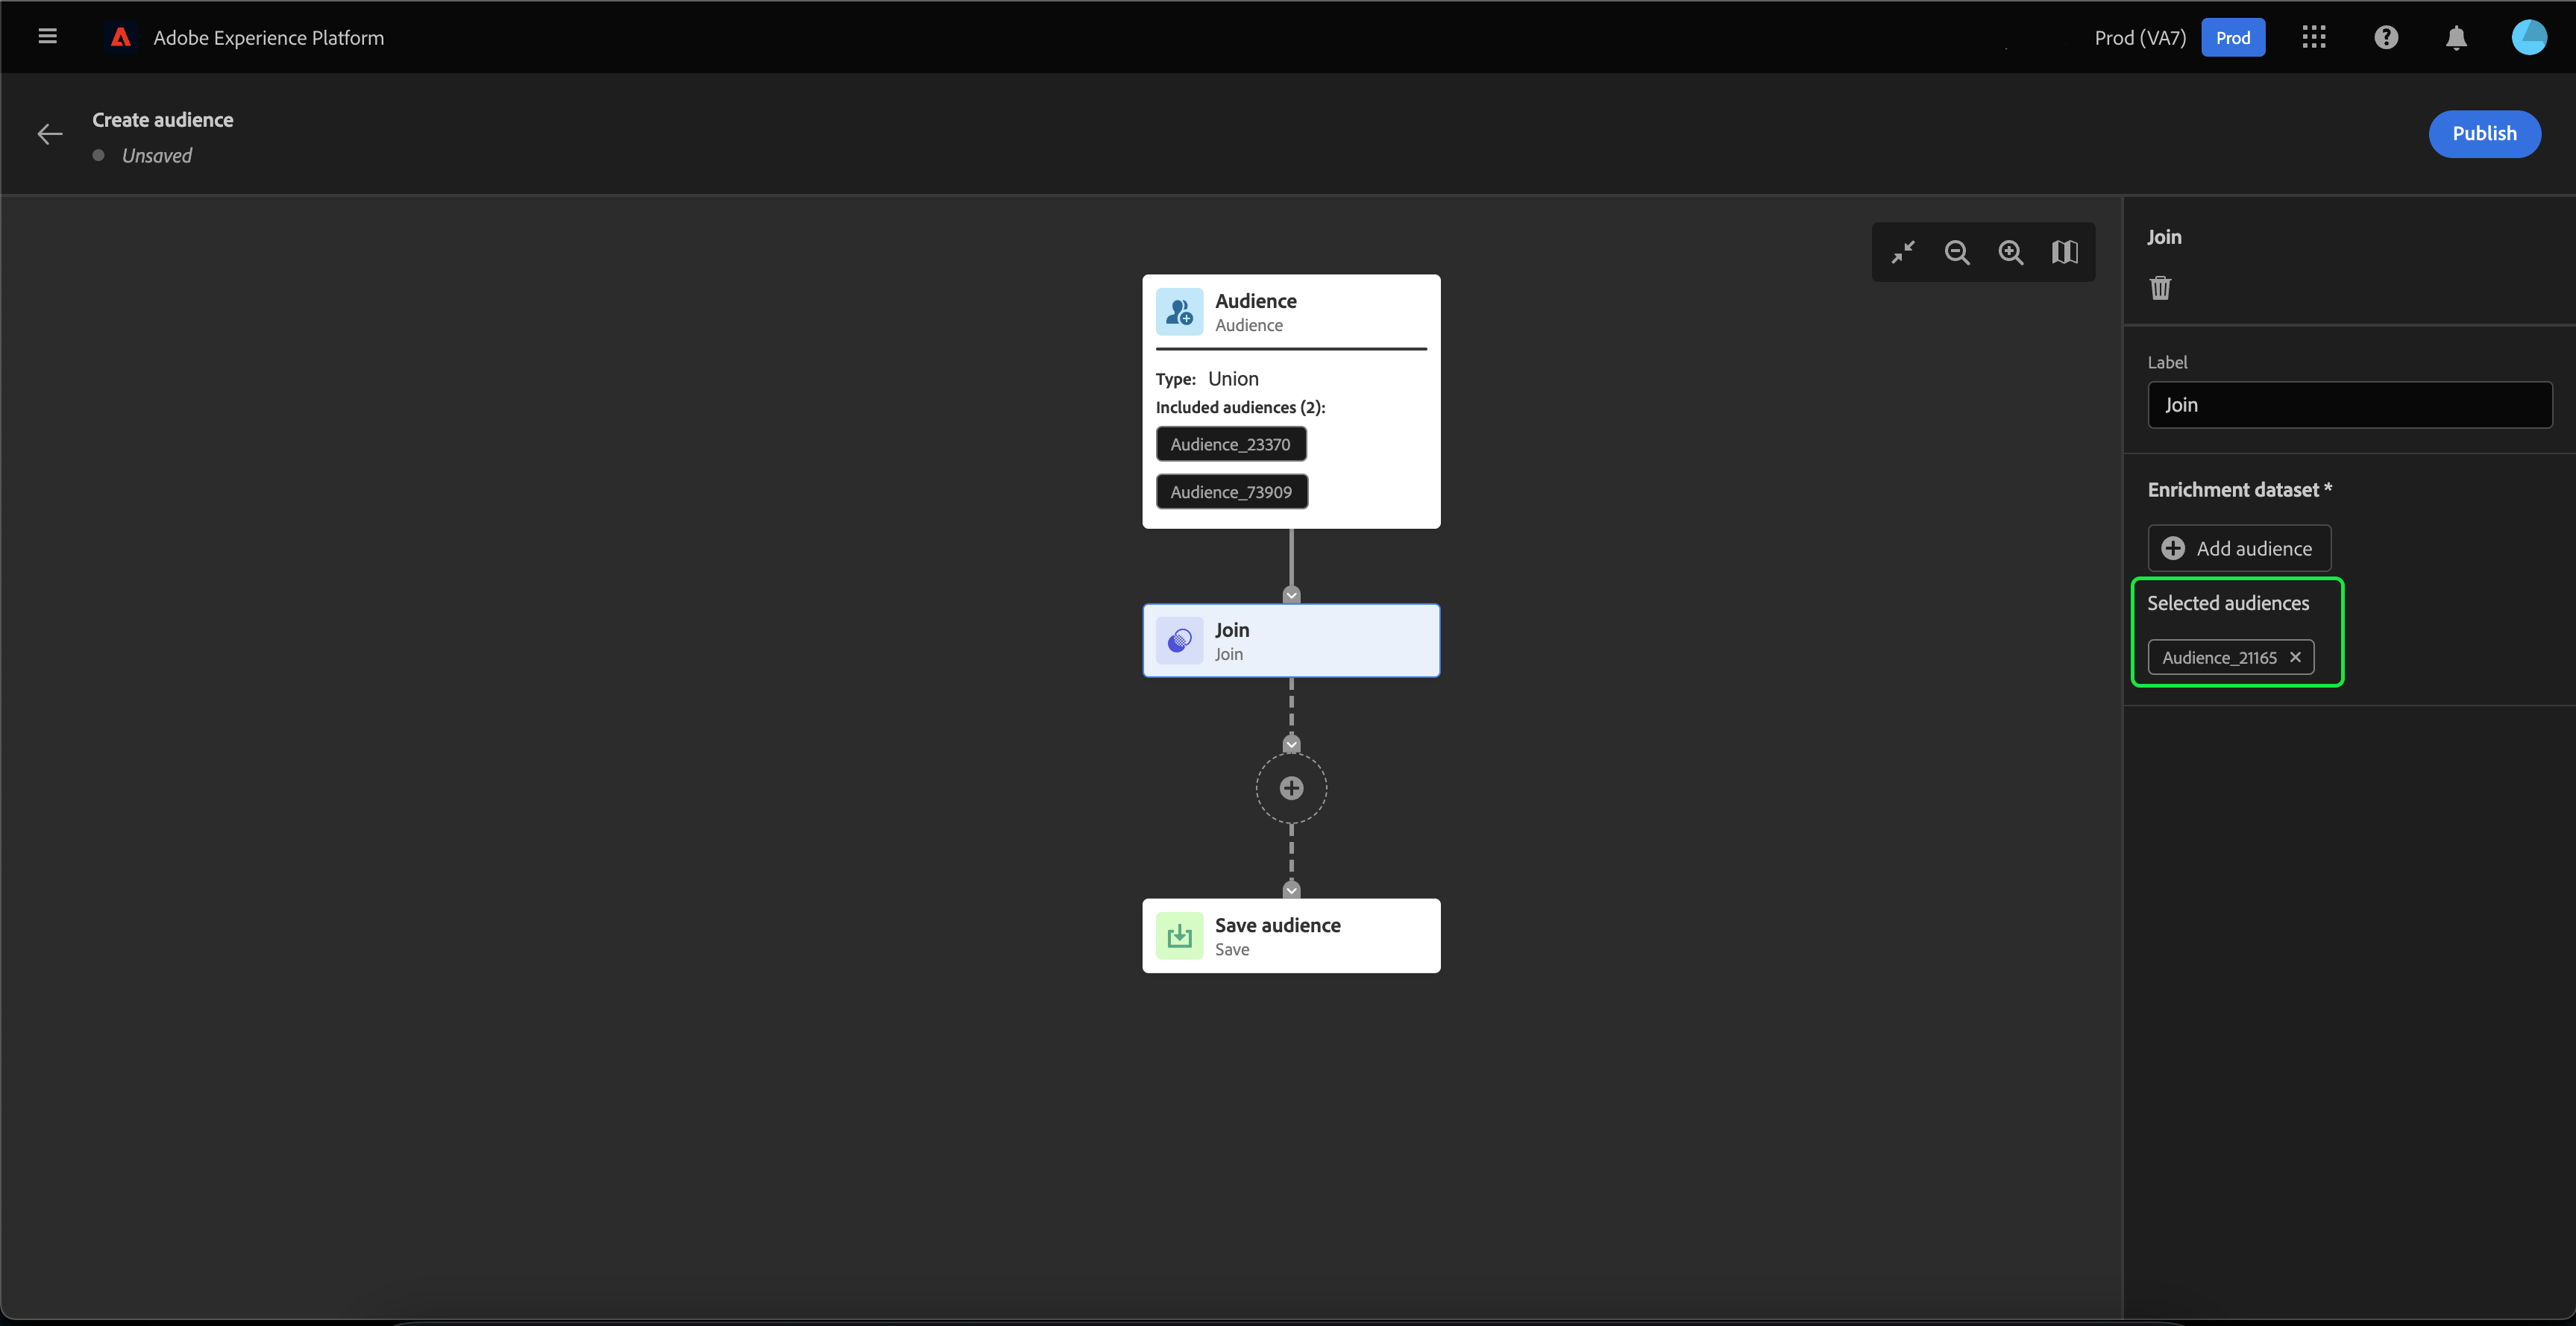 Adobe Experience Platform
Prod (VA7)
Prod
Create audience
Unsaved
Publish
Audience
Audience
Type: Union
Included audiences (2):
Audience_23370
Audience_73909
Join
Join
Save audience
Save
Join
Label
Join
Enrichment dataset *
Add audience
Selected audiences
Audience_21165